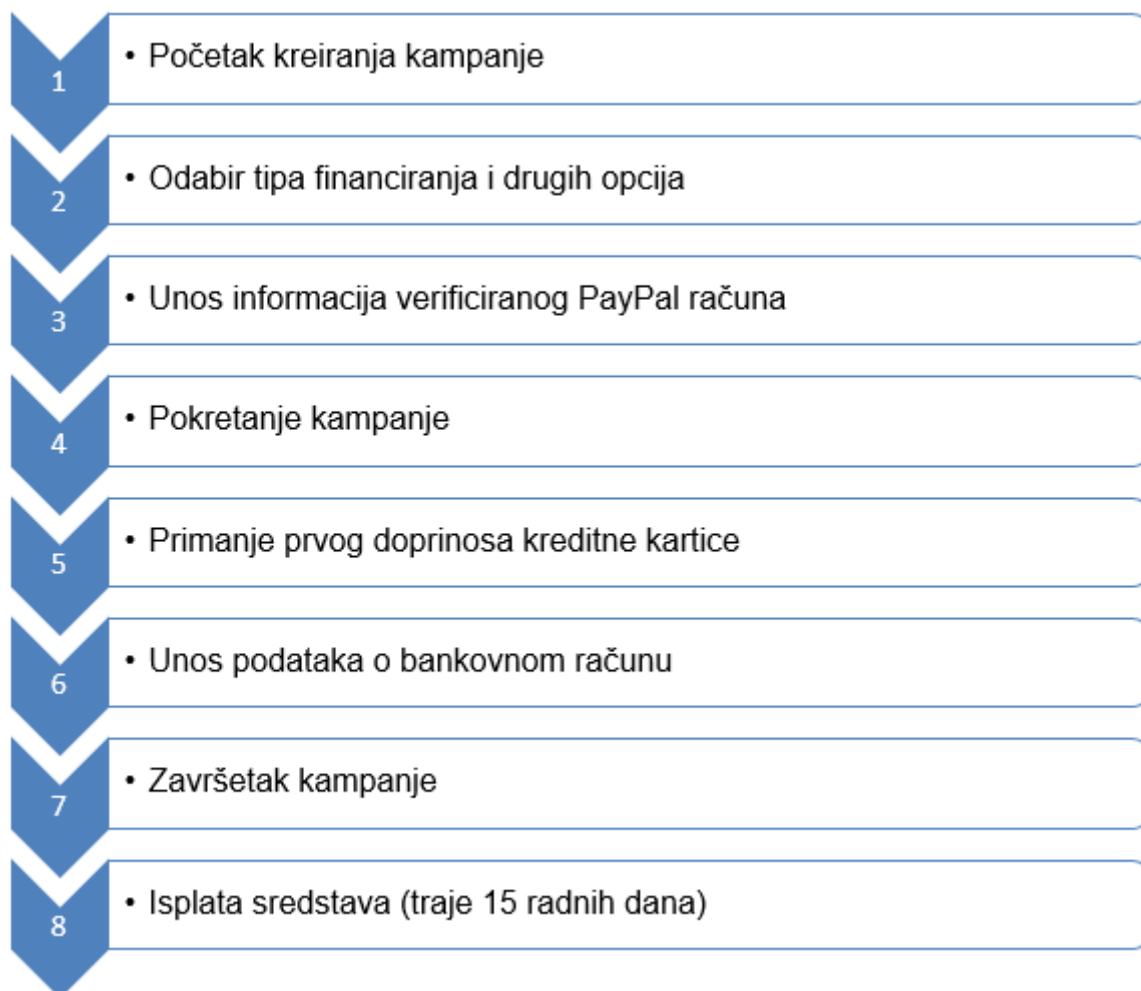 1
• Početak kreiranja kampanje
2
• Odabir tipa financiranja i drugih opcija
3
• Unos informacija verificiranog PayPal računa
4
• Pokretanje kampanje
5
• Primanje prvog doprinosa kreditne kartice
6
• Unos podataka o bankovnom računu
7
• Završetak kampanje
8
• Isplata sredstava (traje 15 radnih dana)